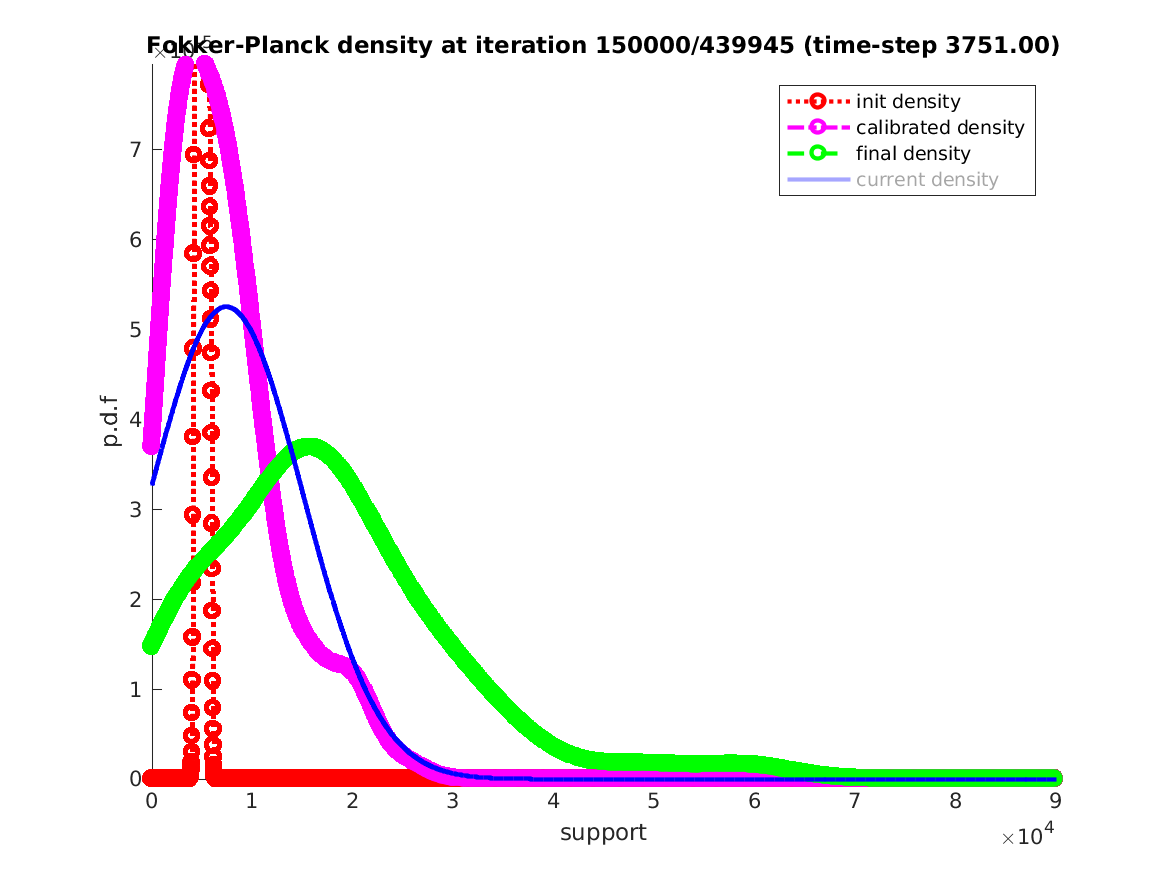 Fokker-Planck density at iteration 150000/439945 (time-step 3751.00)
init density
calibrated density
final density
current density
7
6
5
4
3
2
1
0
p.d.f
0 1 2 3 4 5 6 7 8 9
support
×10^4